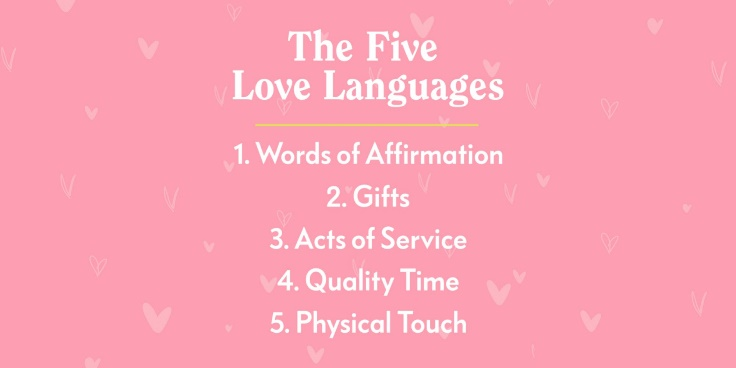 The Five
Love Languages
1. Words of Affirmation
2. Gifts
3. Acts of Service
4. Quality Time
5. Physical Touch